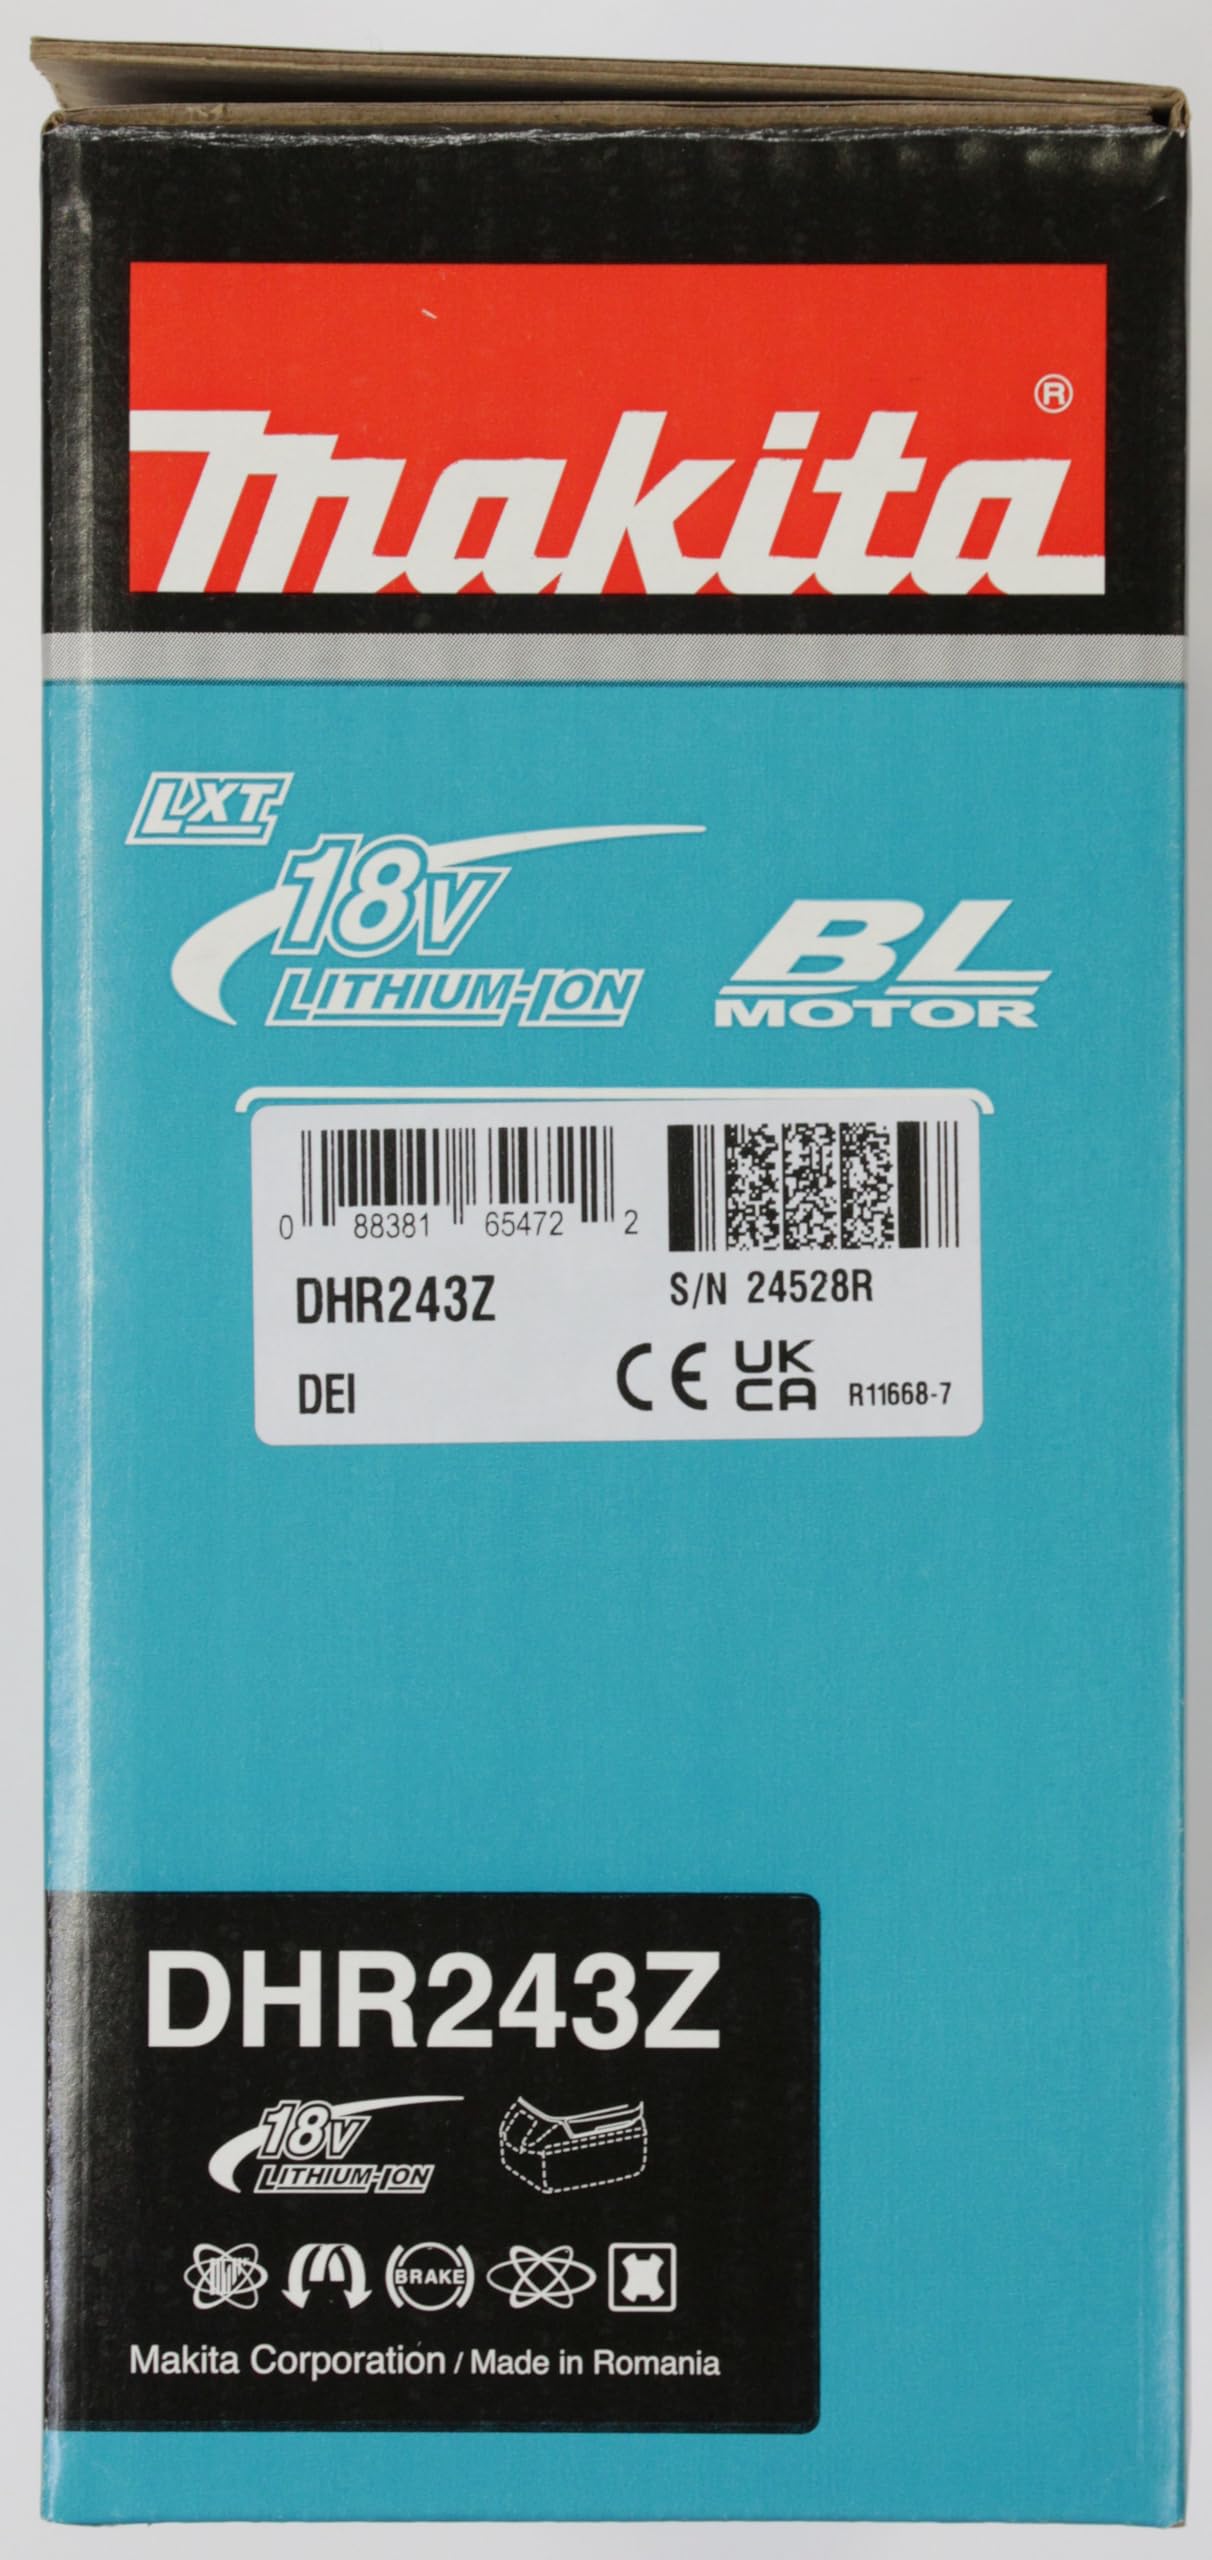 makita®
LXT
18V
LITHIUM-ION
BL
MOTOR
0 88381 65472 2
DHR243Z
S/N 24528R
DEI
CE UK CA R11668-7
DHR243Z
18V
LITHIUM-ION
BRAKE
Makita Corporation / Made in Romania